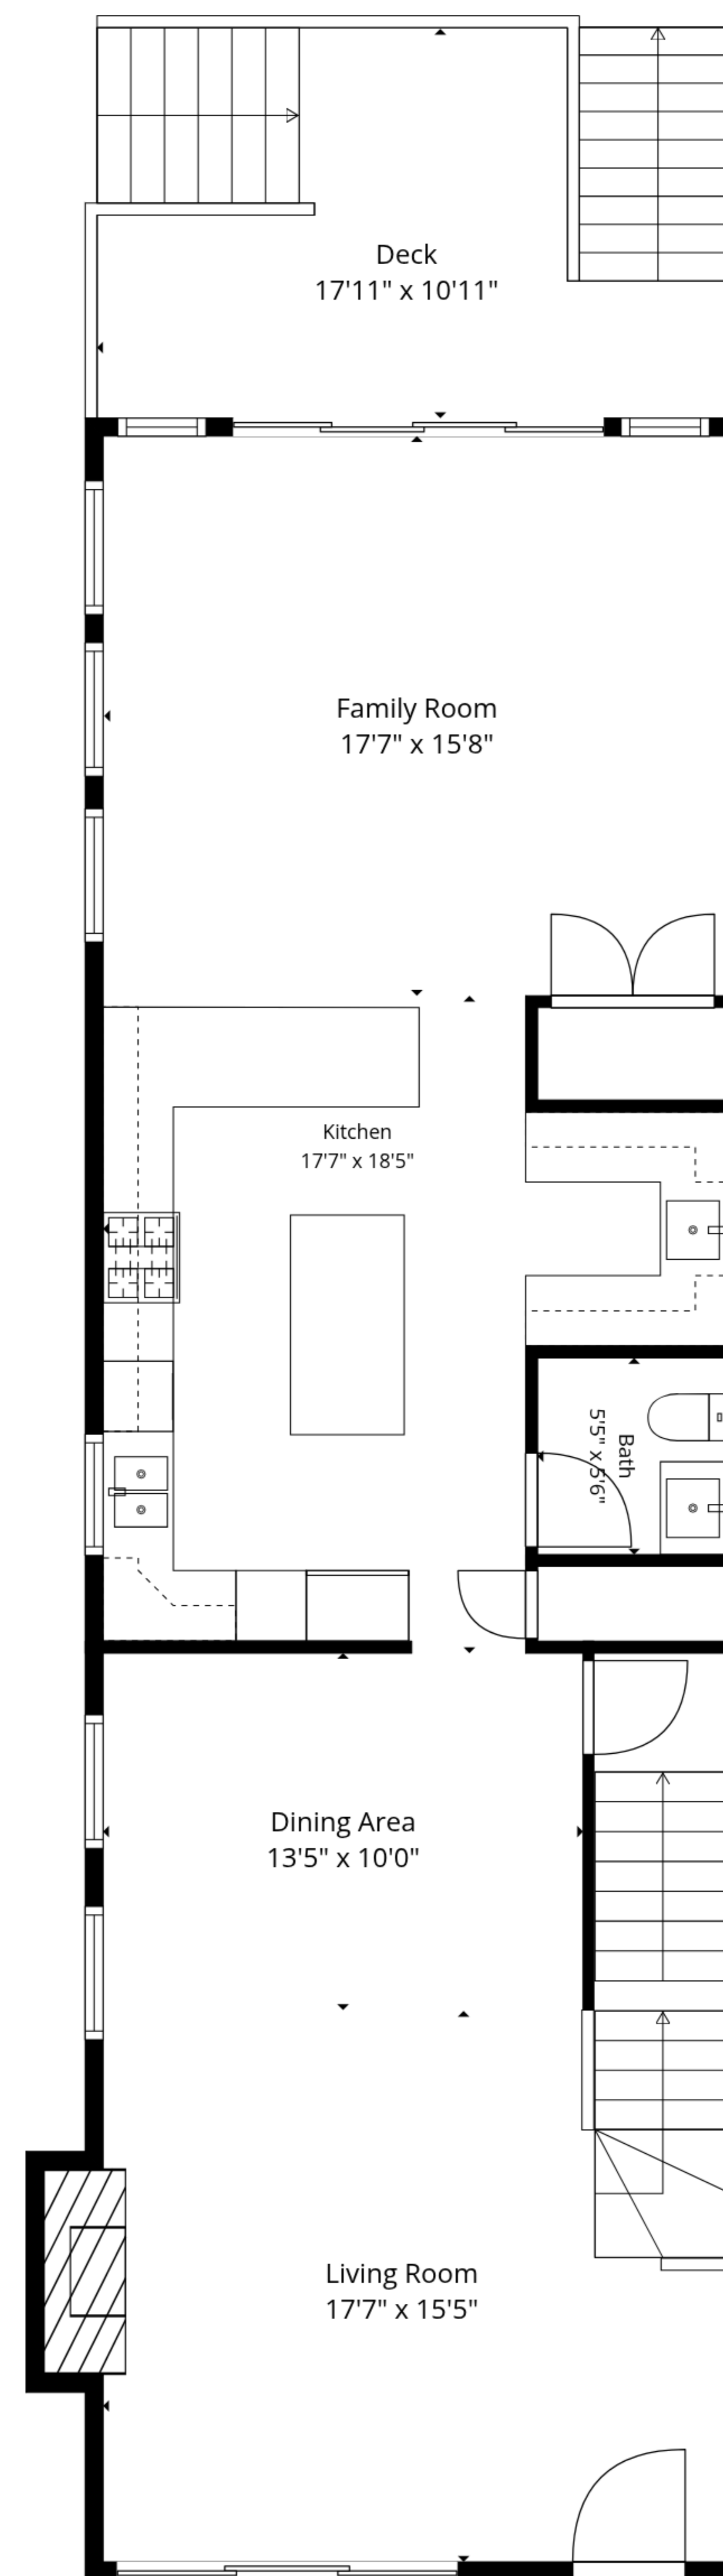 Deck
17'11" x 10'11"
Family Room
17'7" x 15'8"
Kitchen
17'7" x 18'5"
Bath
5'5" x 5'6"
Dining Area
13'5" x 10'0"
Living Room
17'7" x 15'5"